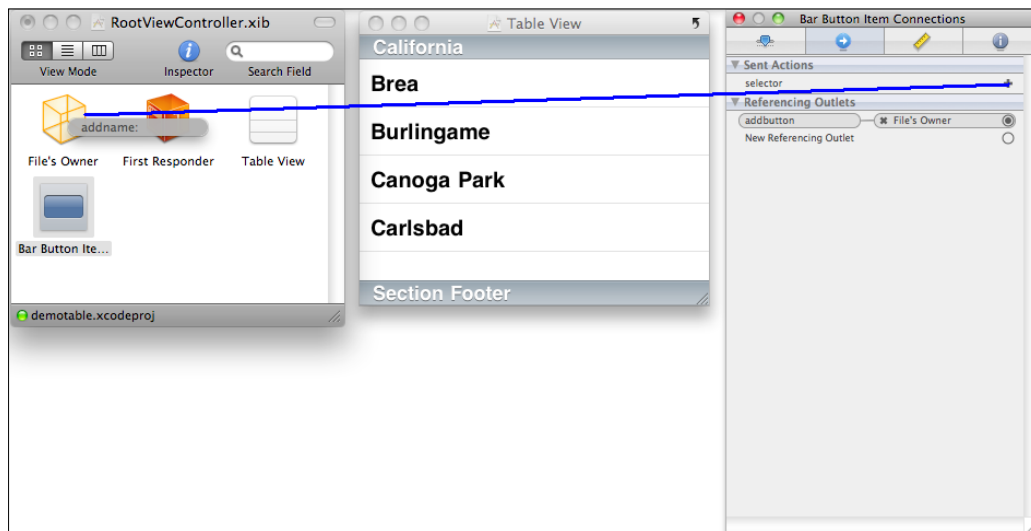 RootViewController.xib
View Mode
Inspector
Search Field
addname:
File's Owner
First Responder
Table View
Bar Button Ite...
demotable.xcodeproj
Table View
California
Brea
Burlingame
Canoga Park
Carlsbad
Section Footer
Bar Button Item Connections
Sent Actions
selector
Referencing Outlets
addbutton
File's Owner
New Referencing Outlet